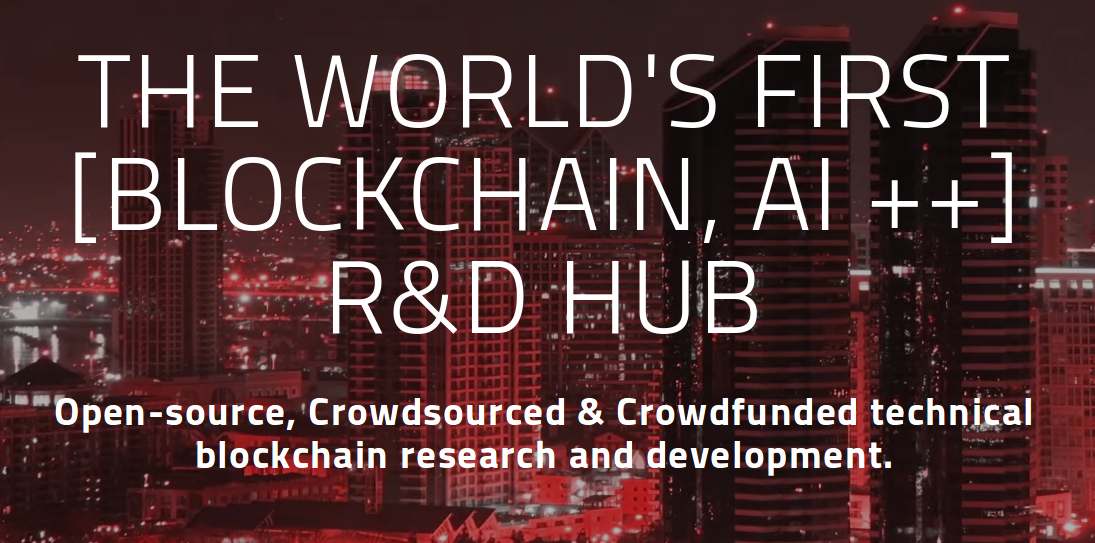 THE WORLD'S FIRST
[BLOCKCHAIN, AI ++]
R&D HUB
Open-source, Crowdsourced & Crowdfunded technical
blockchain research and development.